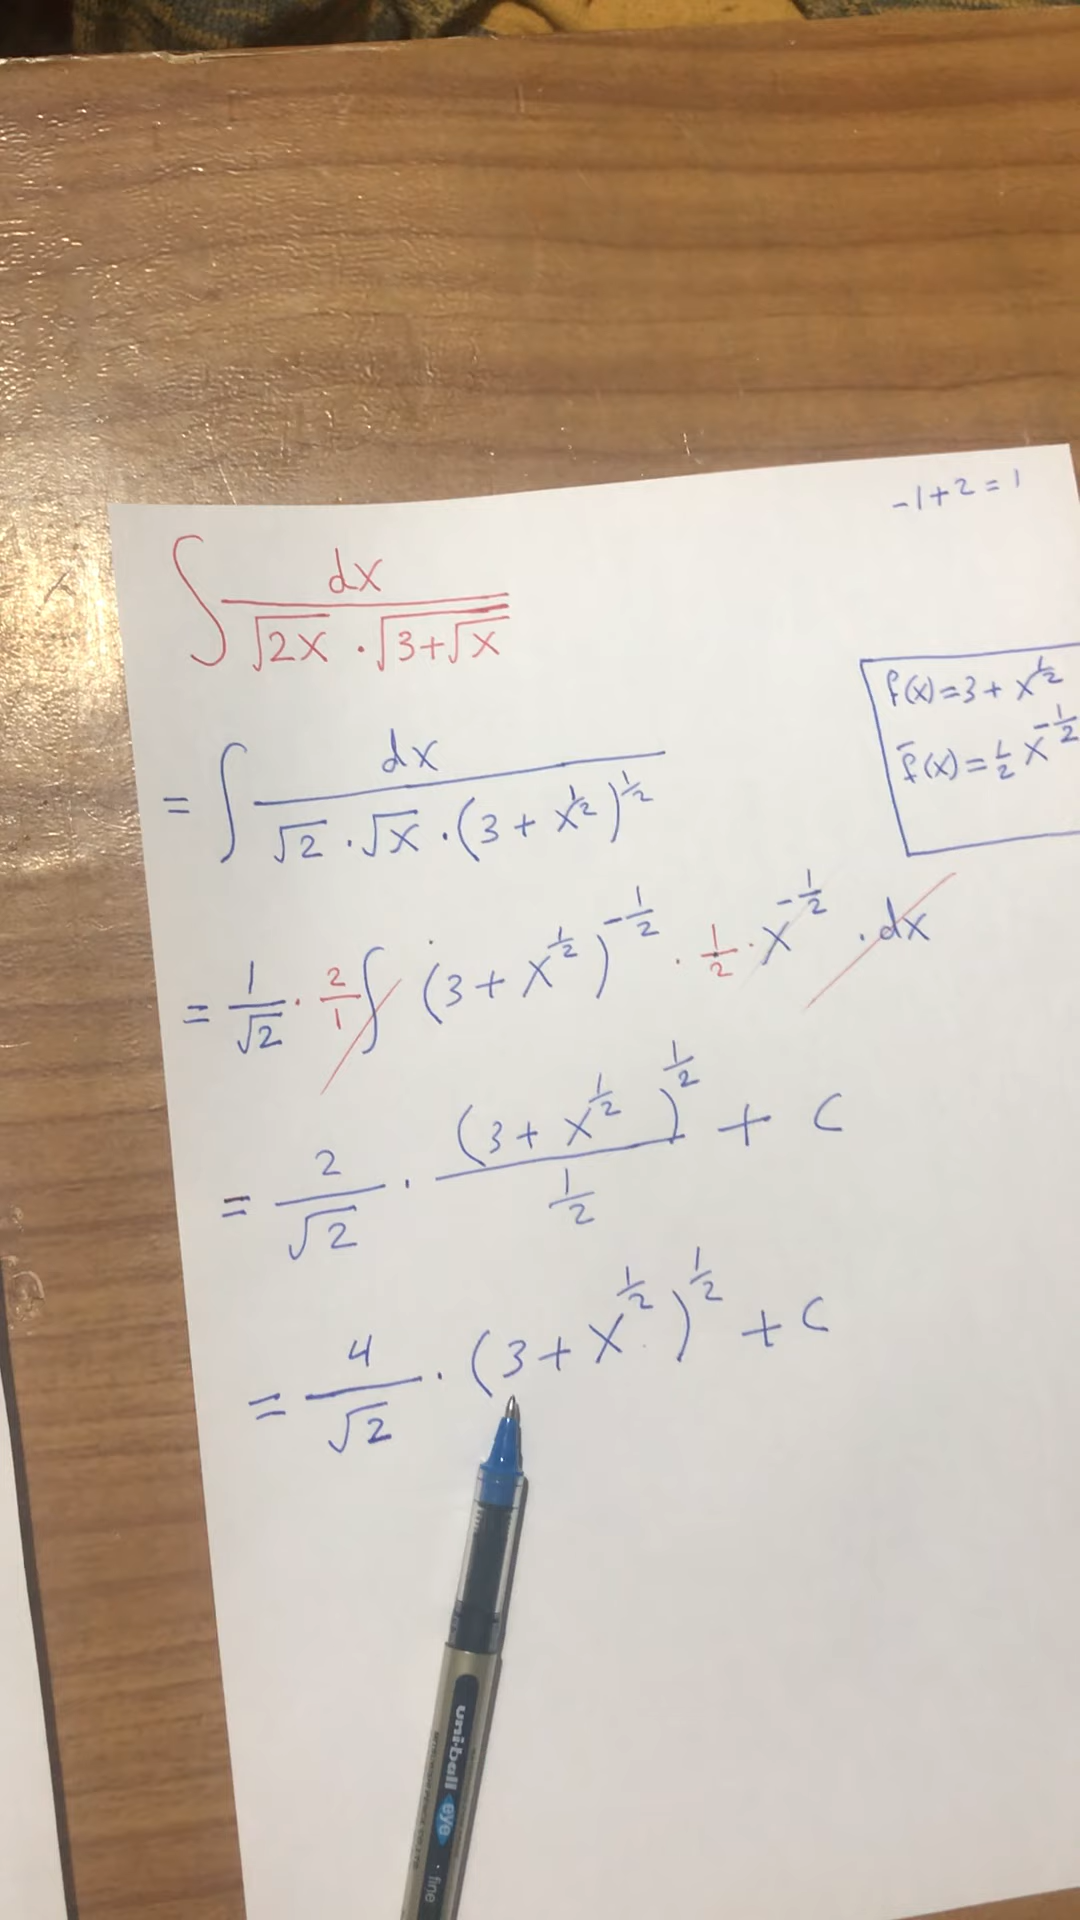 -1+2=1
∫ dx / (√2x · √(3+√x))
f(x)=3+x^(1/2)
f̄(x)=1/2 x^(-1/2)
= ∫ dx / (√2 · √x · (3+x^(1/2))^(1/2))
= 1/√2 · 2/1 ∫ (3+x^(1/2))^(-1/2) · 1/2 · x^(-1/2) · dx
= 2/√2 · (3+x^(1/2))^(1/2) / (1/2) + C
= 4/√2 · (3+x^(1/2))^(1/2) + C
uni-ball eye · fine